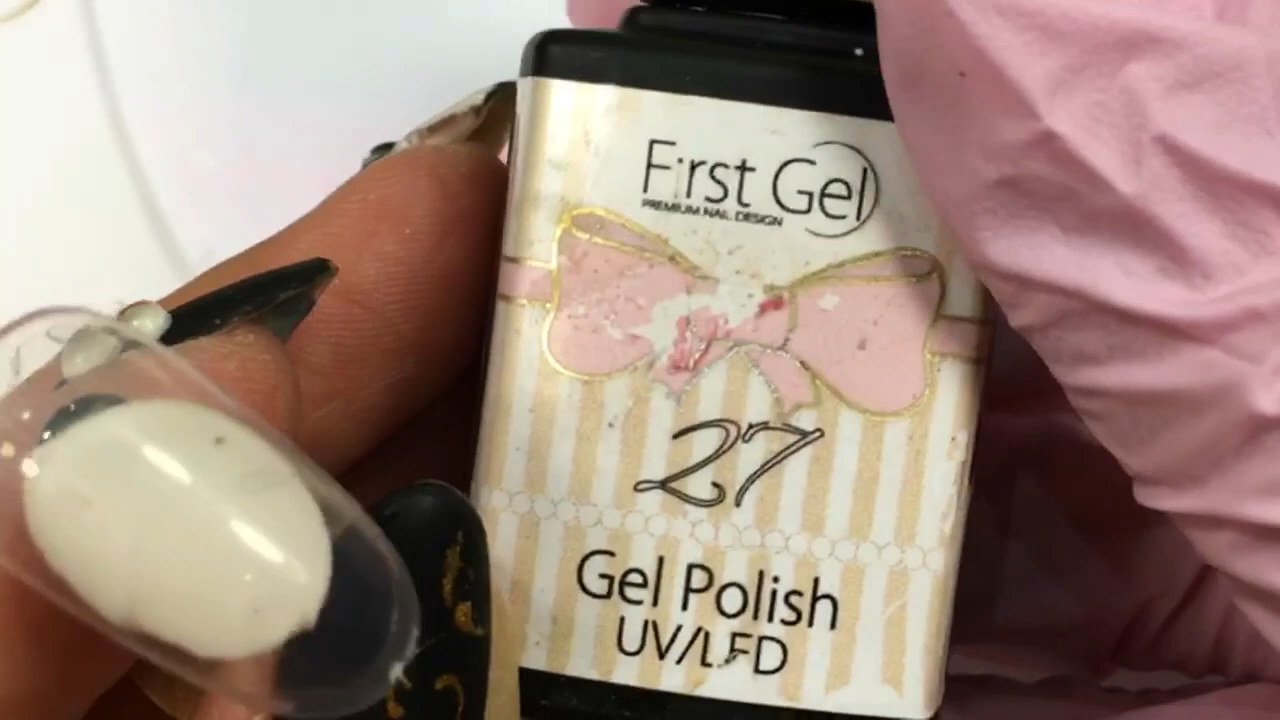 First Gel
PREMIUM NAIL DESIGN
27
Gel Polish
UV/LED